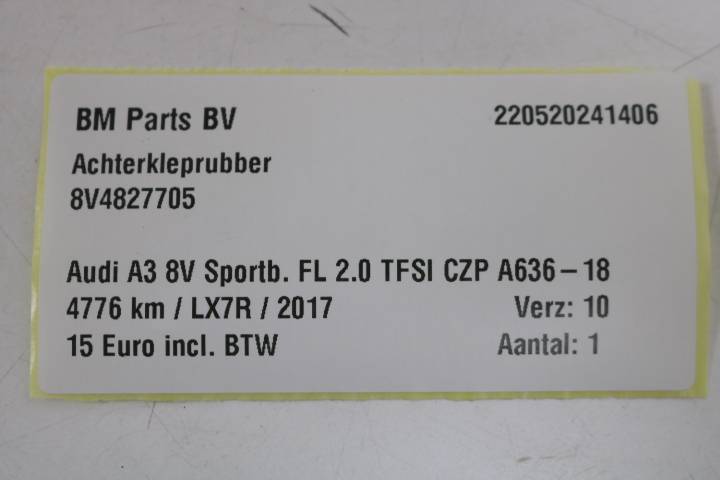 BM Parts BV 220520241406
Achterkleprubber
8V4827705
Audi A3 8V Sportb. FL 2.0 TFSI CZP A636-18
4776 km / LX7R / 2017 Verz: 10
15 Euro incl. BTW Aantal: 1